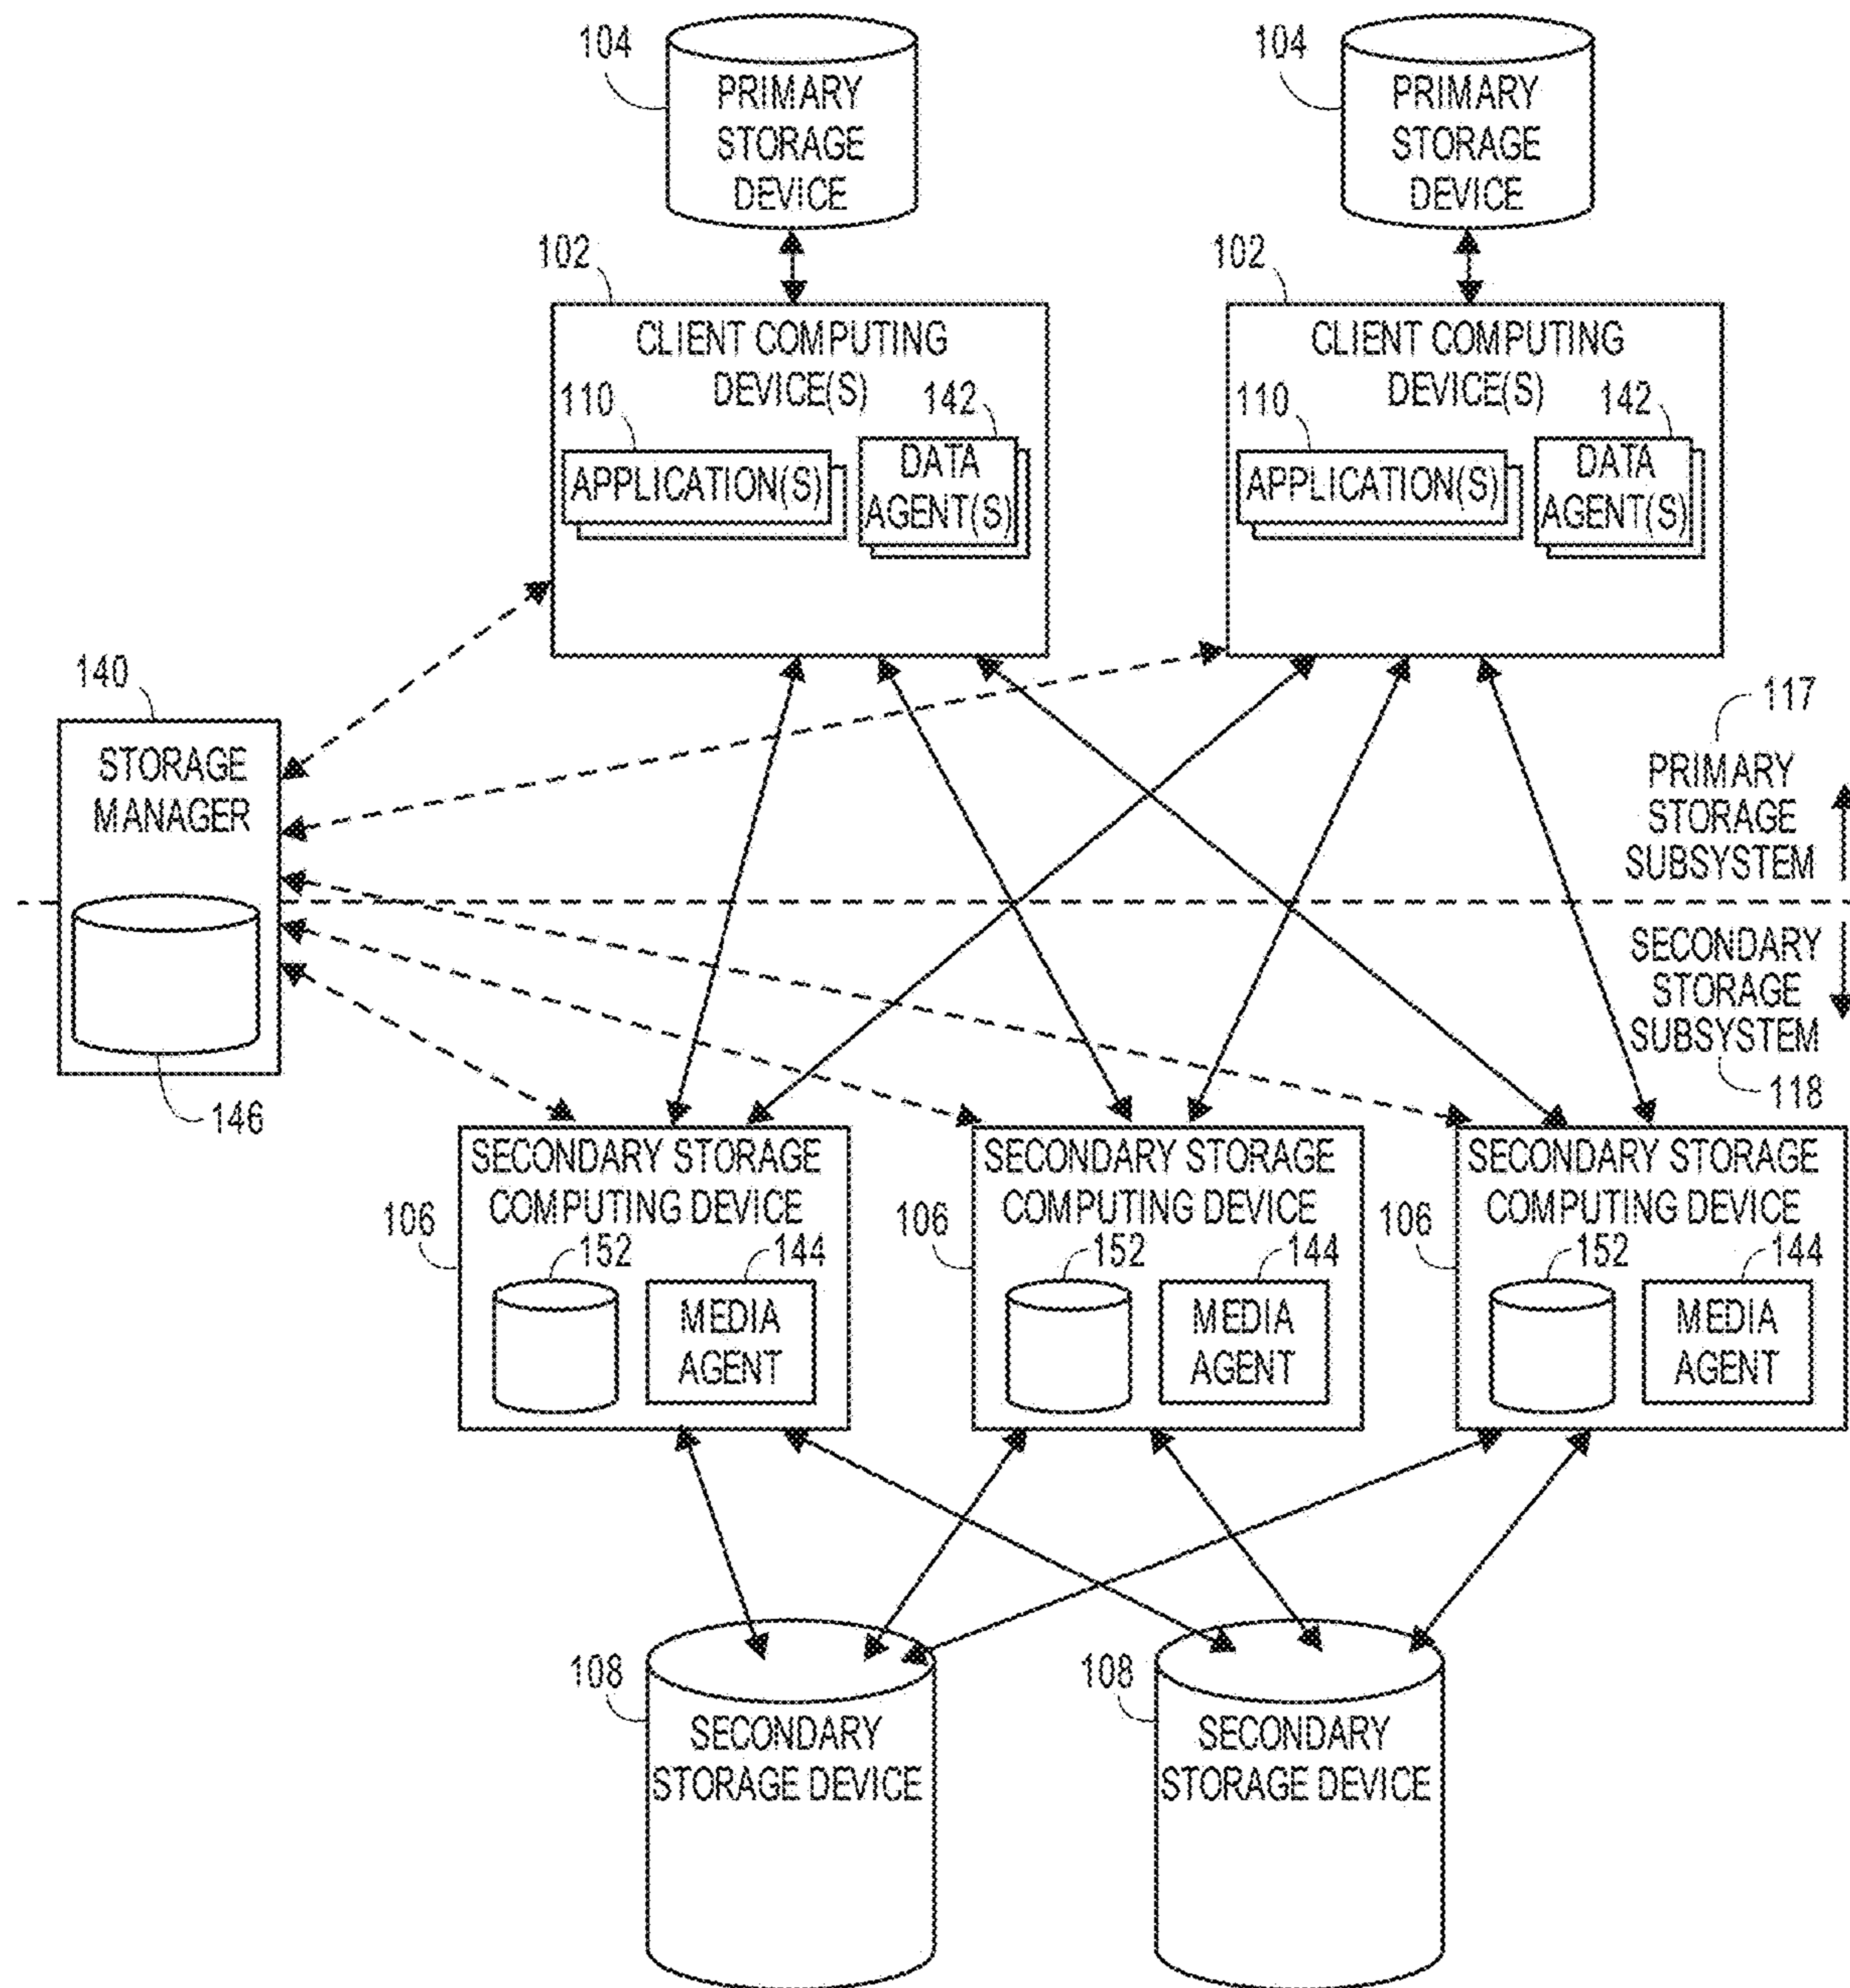 104
PRIMARY
STORAGE
DEVICE
104
PRIMARY
STORAGE
DEVICE
102
CLIENT COMPUTING
DEVICE(S)
110
142
APPLICATION(S)
DATA
AGENT(S)
102
CLIENT COMPUTING
DEVICE(S)
110
142
APPLICATION(S)
DATA
AGENT(S)
140
STORAGE
MANAGER
146
117
PRIMARY
STORAGE
SUBSYSTEM
SECONDARY
STORAGE
SUBSYSTEM
118
106
SECONDARY STORAGE
COMPUTING DEVICE
152
144
MEDIA
AGENT
106
SECONDARY STORAGE
COMPUTING DEVICE
152
144
MEDIA
AGENT
106
SECONDARY STORAGE
COMPUTING DEVICE
152
144
MEDIA
AGENT
108
SECONDARY
STORAGE DEVICE
108
SECONDARY
STORAGE DEVICE